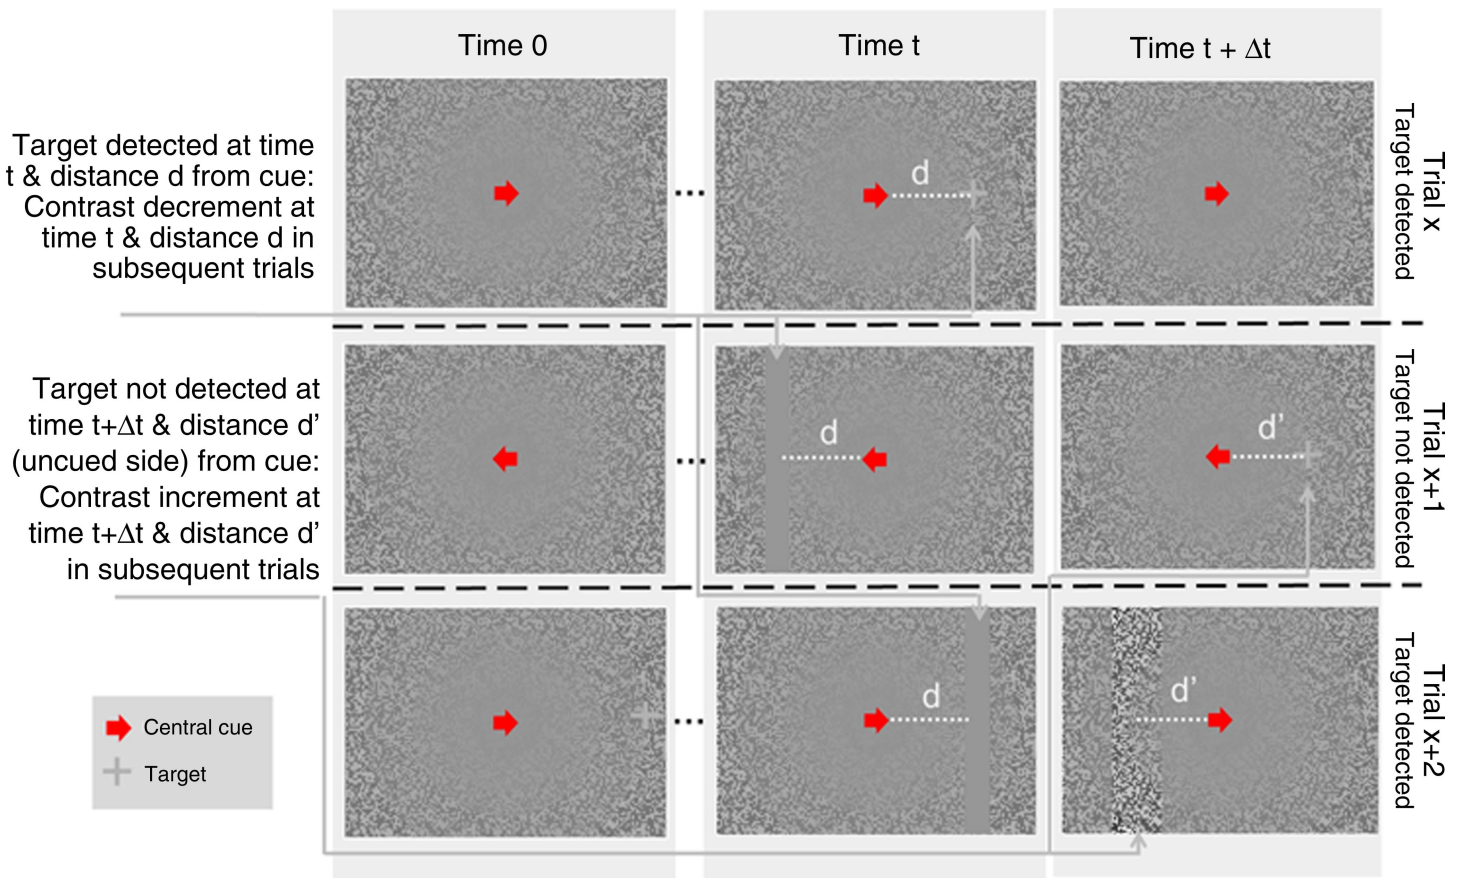 Time 0
Time t
Time t + Δt
Target detected at time
t & distance d from cue:
Contrast decrement at
time t & distance d in
subsequent trials
d
Trial x
Target detected
Target not detected at
time t+Δt & distance d’
(uncued side) from cue:
Contrast increment at
time t+Δt & distance d’
in subsequent trials
d
d’
Trial x+1
Target not detected
d
d’
Trial x+2
Target detected
Central cue
Target